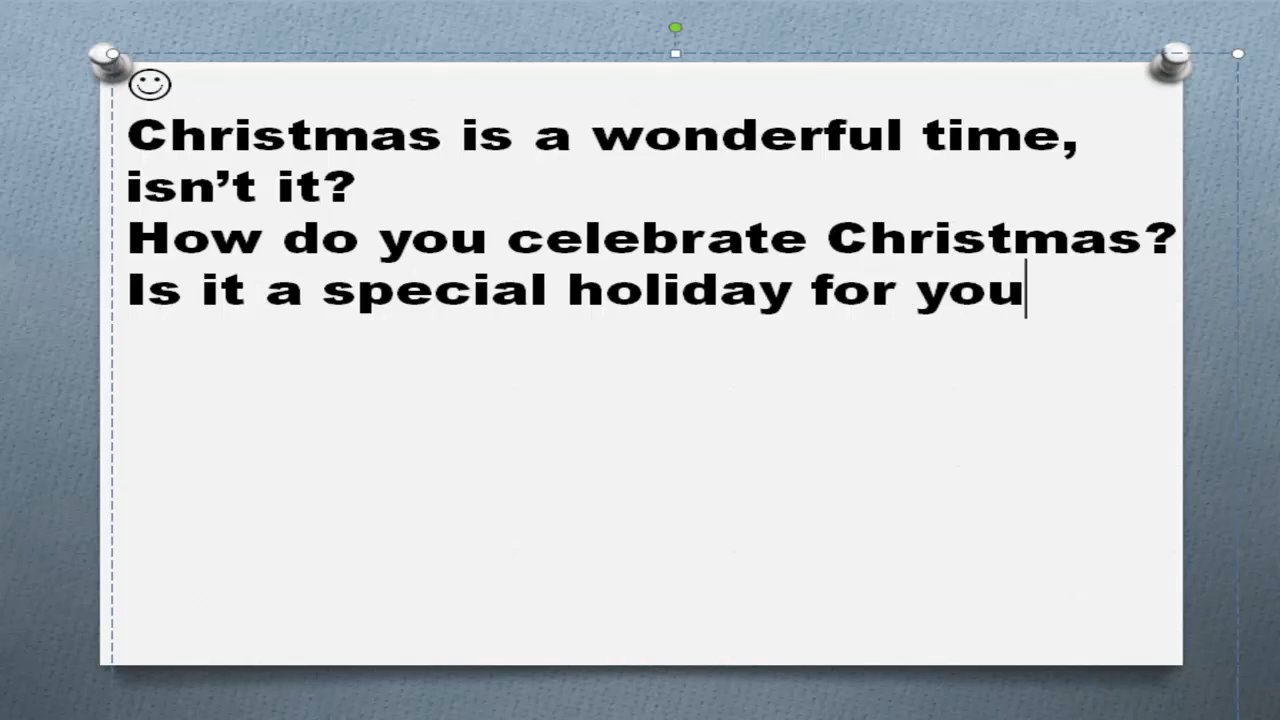 ☺
Christmas is a wonderful time,
isn’t it?
How do you celebrate Christmas?
Is it a special holiday for you